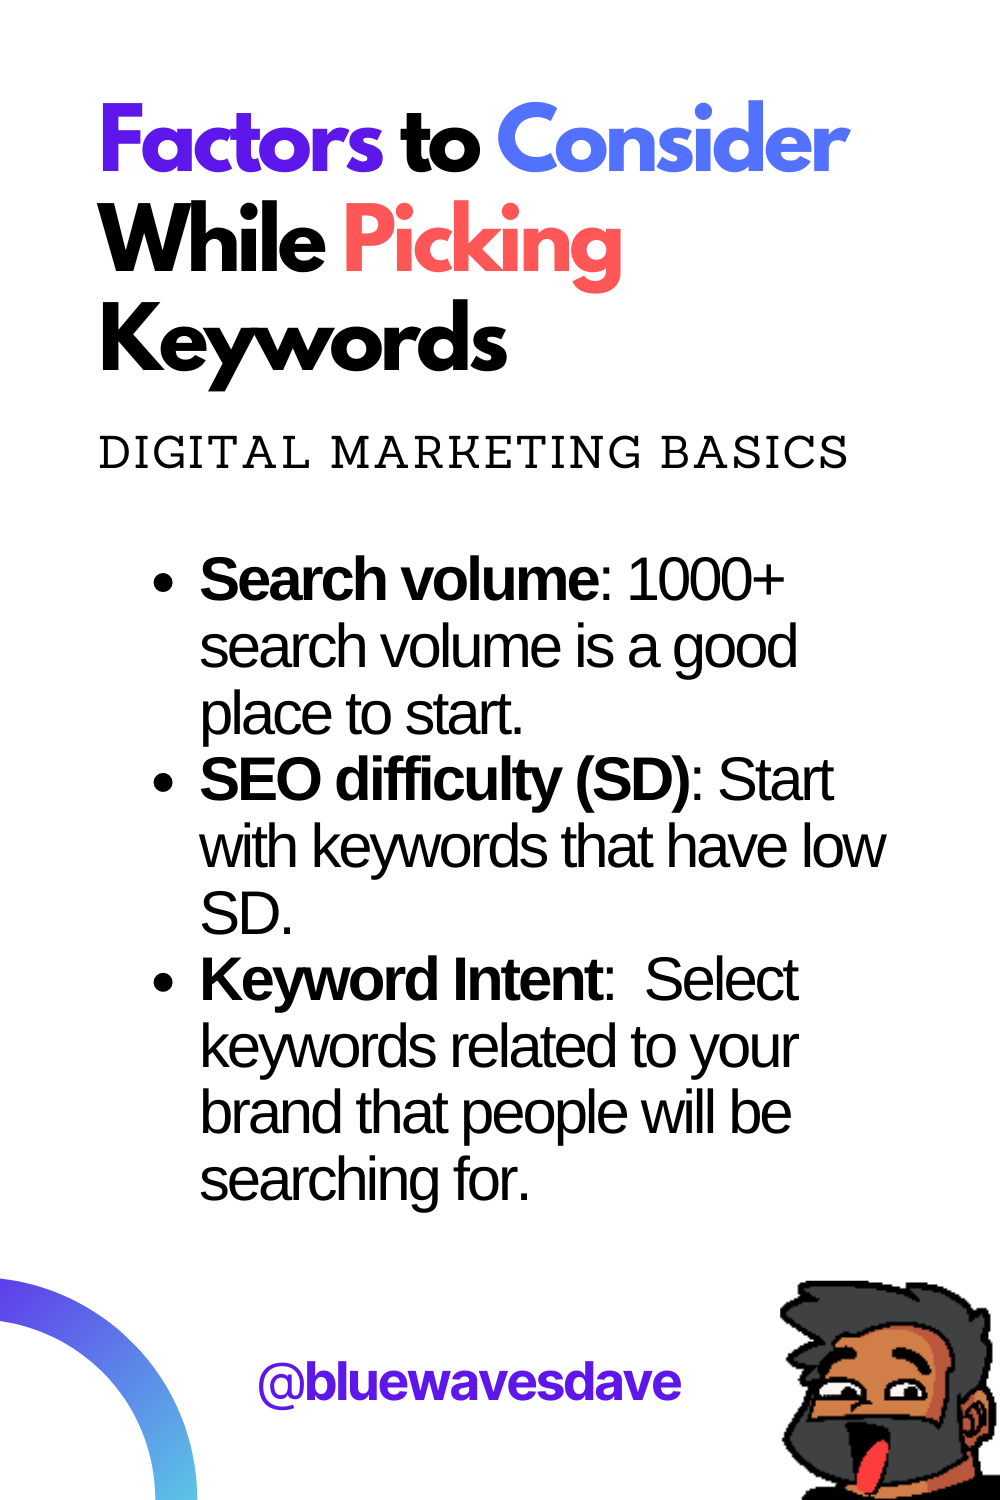 Factors to Consider
While Picking
Keywords
DIGITAL MARKETING BASICS
• Search volume: 1000+
search volume is a good
place to start.
• SEO difficulty (SD): Start
with keywords that have low
SD.
• Keyword Intent:  Select
keywords related to your
brand that people will be
searching for.
@bluewavesdave